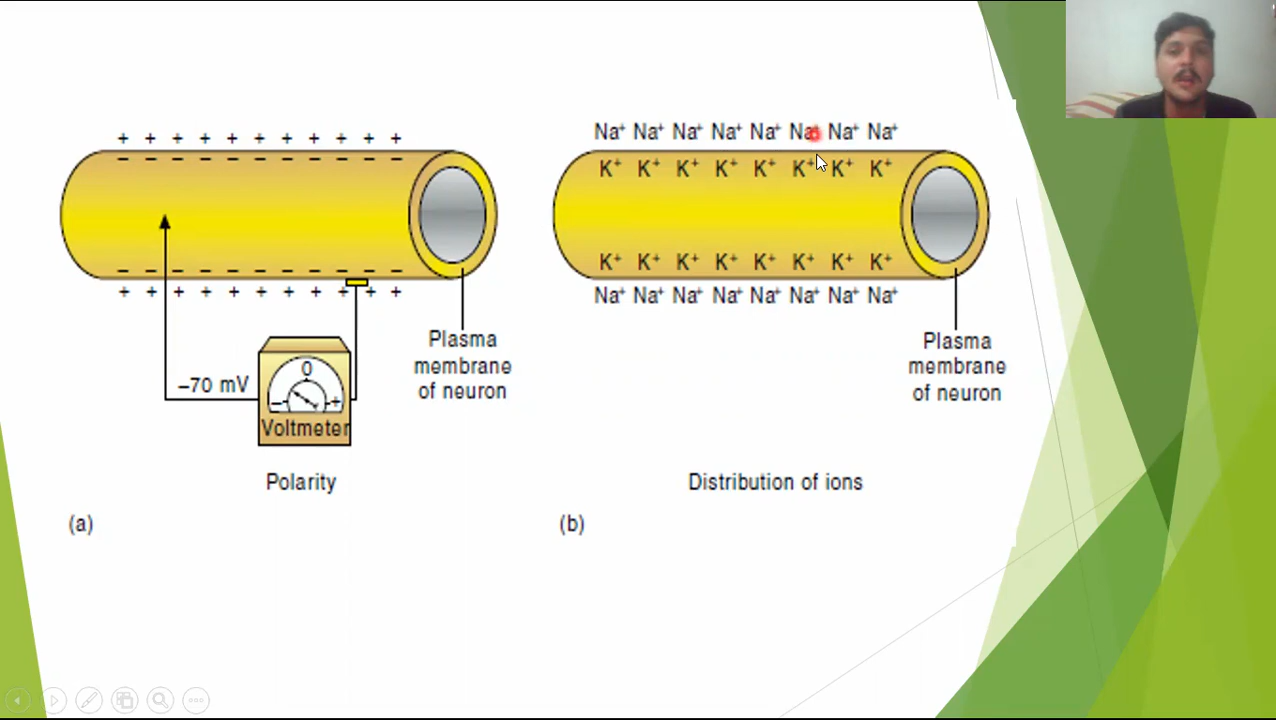 + + + + + + + + + + +
− − − − − − − − − − −
− − − − − − − − − − −
+ + + + + + + + + + +
−70 mV
0
− +
Voltmeter
Plasma
membrane
of neuron
Polarity
(a)
Na⁺ Na⁺ Na⁺ Na⁺ Na⁺ Na⁺ Na⁺ Na⁺
K⁺ K⁺ K⁺ K⁺ K⁺ K⁺ K⁺ K⁺
K⁺ K⁺ K⁺ K⁺ K⁺ K⁺ K⁺ K⁺
Na⁺ Na⁺ Na⁺ Na⁺ Na⁺ Na⁺ Na⁺ Na⁺
Plasma
membrane
of neuron
Distribution of ions
(b)